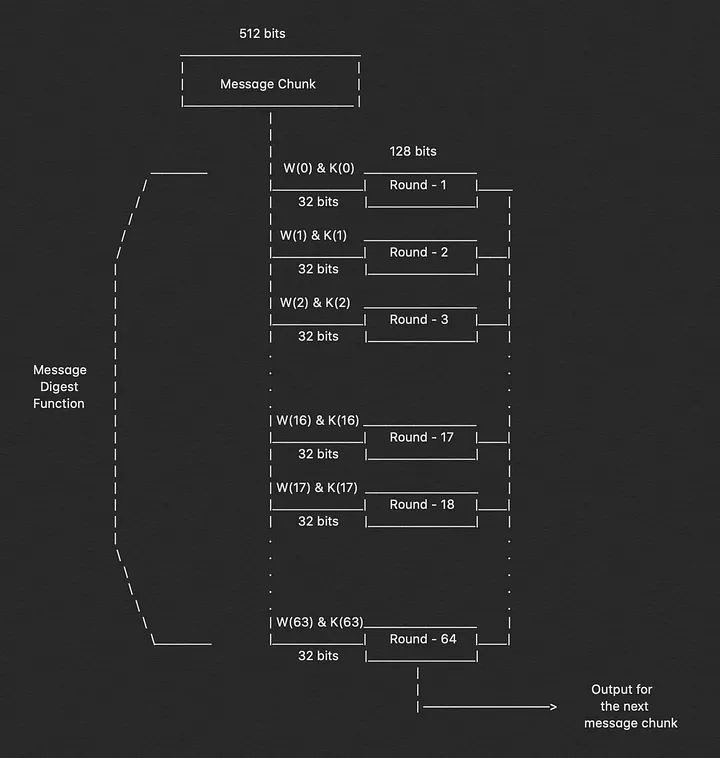 512 bits
Message Chunk
128 bits
W(0) & K(0)
Round - 1
32 bits
W(1) & K(1)
Round - 2
32 bits
W(2) & K(2)
Round - 3
32 bits
Message
Digest
Function
W(16) & K(16)
Round - 17
32 bits
W(17) & K(17)
Round - 18
32 bits
W(63) & K(63)
Round - 64
32 bits
Output for
the next
message chunk